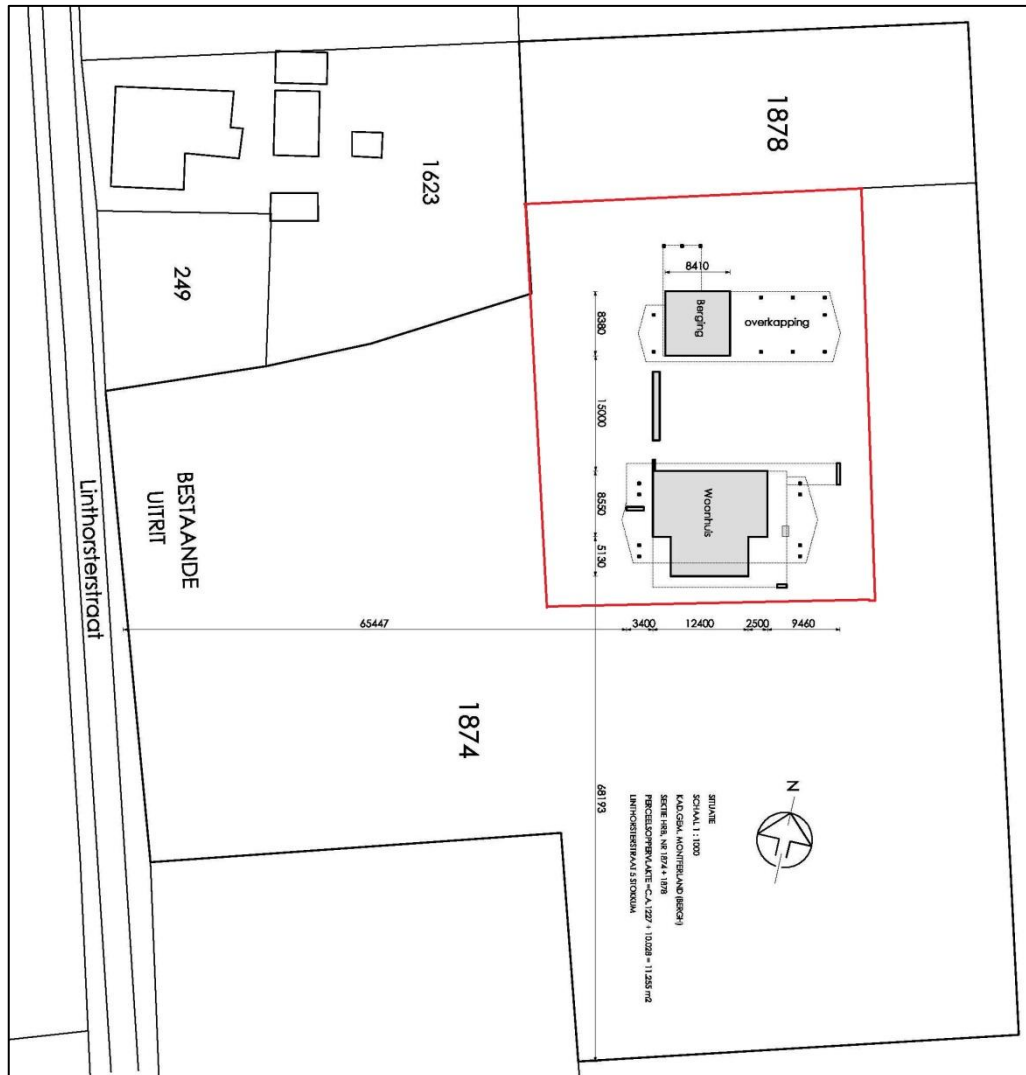 1878
1623
249
8410
Berging
overkapping
8380
15000
8550
5130
Woonhuis
BESTAANDE
UITRIT
Linthorsterstraat
65447
3400
12400
2500
9460
1874
68193
N
SITUATIE
SCHAAL 1 : 1000
KAD.GEM. MONTFERLAND (BERGH)
SEKTIE HRB, NR 1874 + 1878
PERCEELSOPPERVLAKTE =C.A. 1227 + 10.028 = 11.255 m2
LINTHORSTERSTRAAT 5 STOKKUM